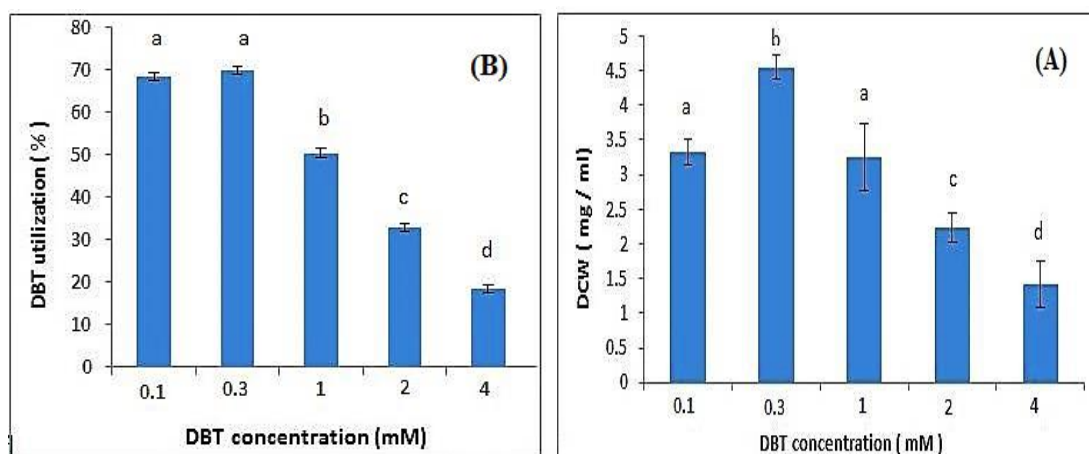 (B)
DBT utilization ( % )
80
70
60
50
40
30
20
10
0
a
a
b
c
d
0.1
0.3
1
2
4
DBT concentration (mM)
(A)
DCW ( mg / ml)
5
4.5
4
3.5
3
2.5
2
1.5
1
0.5
0
a
b
a
c
d
0.1
0.3
1
2
4
DBT concentration ( mM )